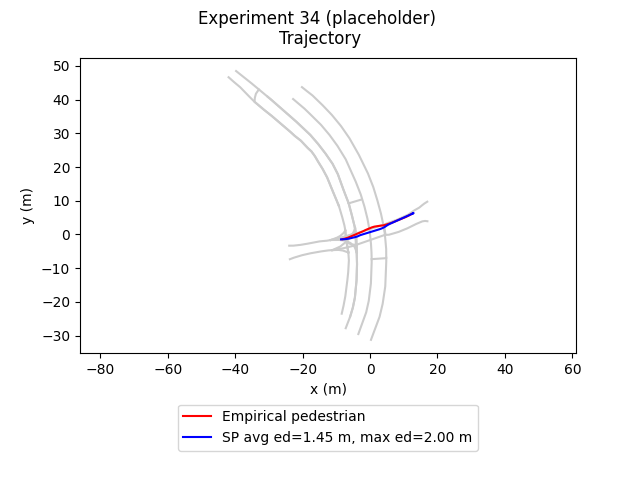 Experiment 34 (placeholder)
Trajectory
50
40
30
20
10
0
−10
−20
−30
y (m)
−80
−60
−40
−20
0
20
40
60
x (m)
Empirical pedestrian
SP avg ed=1.45 m, max ed=2.00 m